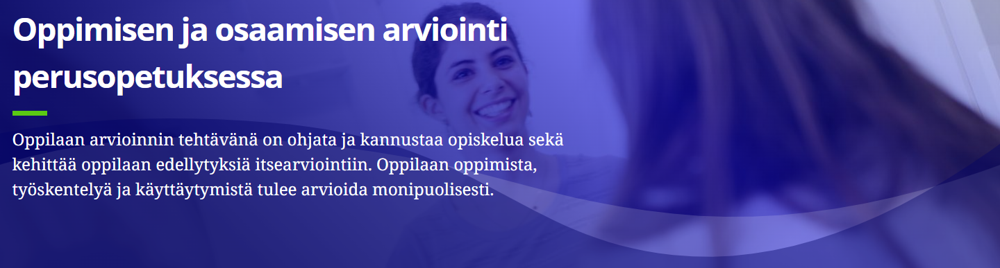 Oppimisen ja osaamisen arviointi
perusopetuksessa
Oppilaan arvioinnin tehtävänä on ohjata ja kannustaa opiskelua sekä
kehittää oppilaan edellytyksiä itsearviointiin. Oppilaan oppimista,
työskentelyä ja käyttäytymistä tulee arvioida monipuolisesti.